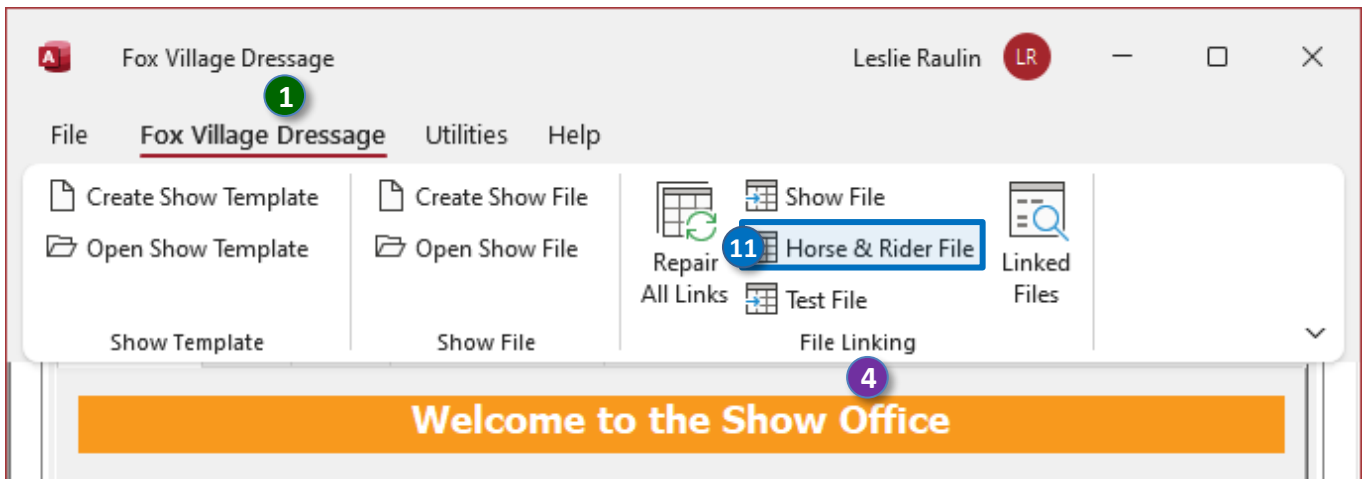 A Fox Village Dressage Leslie Raulin LR
1
File Fox Village Dressage Utilities Help
Create Show Template Create Show File Show File
Open Show Template Open Show File 11 Horse & Rider File
Repair All Links
Test File
Linked Files
Show Template Show File File Linking
4
Welcome to the Show Office